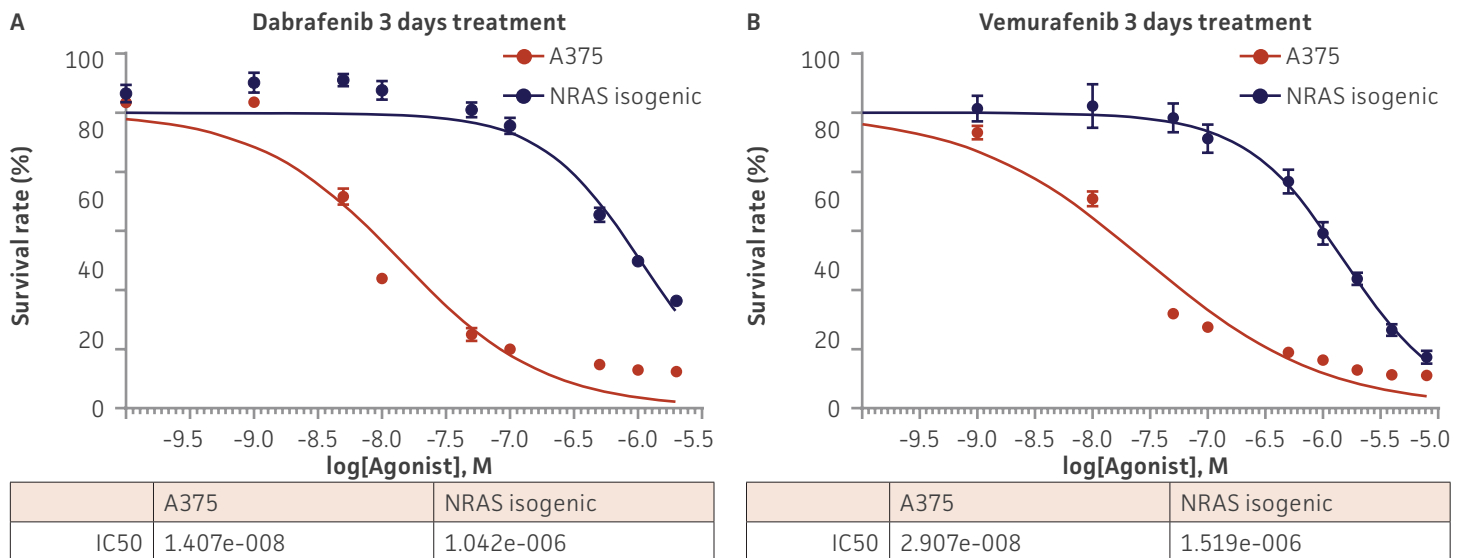 A
Dabrafenib 3 days treatment
A375
NRAS isogenic
Survival rate (%)
100
80
60
40
20
0
-9.5 -9.0 -8.5 -8.0 -7.5 -7.0 -6.5 -6.0 -5.5
log[Agonist], M
A375 NRAS isogenic
IC50 1.407e-008 1.042e-006
B
Vemurafenib 3 days treatment
A375
NRAS isogenic
Survival rate (%)
100
80
60
40
20
0
-9.5 -9.0 -8.5 -8.0 -7.5 -7.0 -6.5 -6.0 -5.5 -5.0
log[Agonist], M
A375 NRAS isogenic
IC50 2.907e-008 1.519e-006